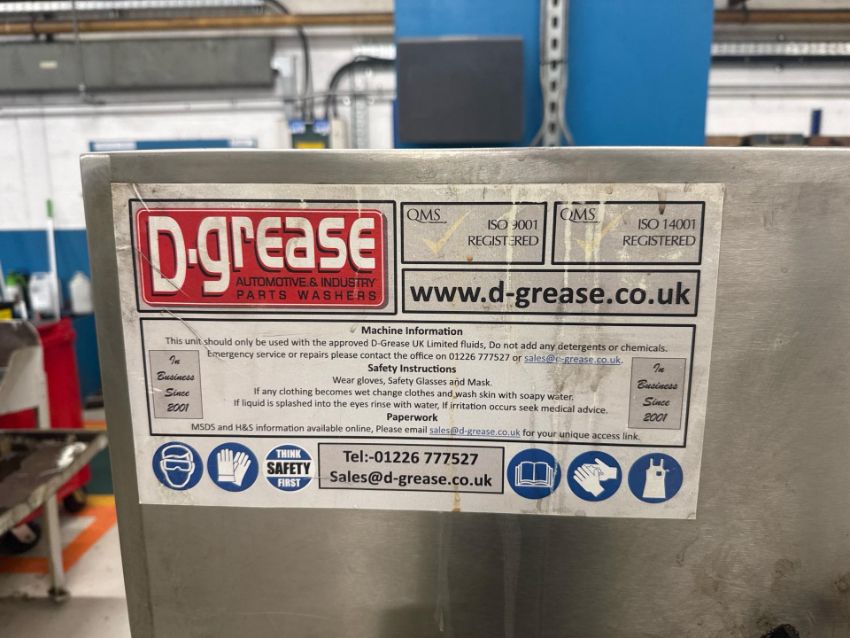 D-grease
AUTOMOTIVE & INDUSTRY
PARTS WASHERS
QMS
ISO 9001
REGISTERED
QMS
ISO 14001
REGISTERED
www.d-grease.co.uk
Machine Information
This unit should only be used with the approved D-Grease UK Limited fluids, Do not add any detergents or chemicals.
Emergency service or repairs please contact the office on 01226 777527 or sales@d-grease.co.uk.
Safety Instructions
Wear gloves, Safety Glasses and Mask.
If any clothing becomes wet change clothes and wash skin with soapy water.
If liquid is splashed into the eyes rinse with water, If irritation occurs seek medical advice.
Paperwork
MSDS and H&S information available online, Please email sales@d-grease.co.uk for your unique access link.
In
Business
Since
2001
In
Business
Since
2001
THINK
SAFETY
FIRST
Tel:-01226 777527
Sales@d-grease.co.uk